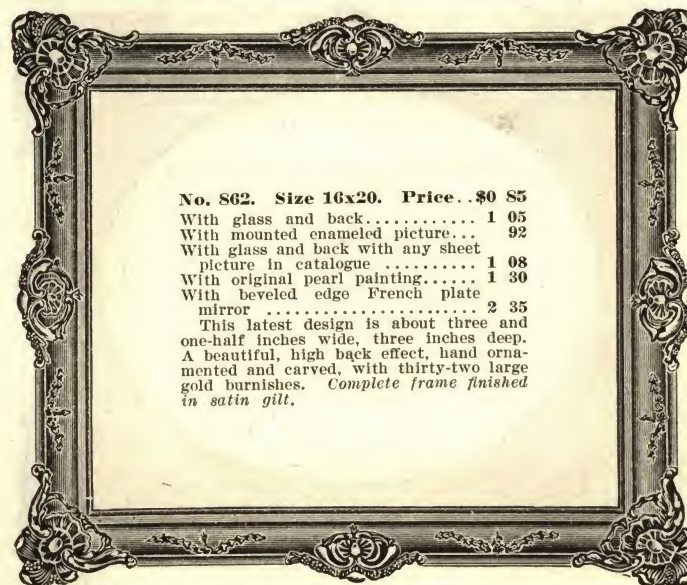 No. 862. Size 16x20. Price..$0 85
With glass and back............ 1 05
With mounted enameled picture... 92
With glass and back with any sheet
picture in catalogue .......... 1 08
With original pearl painting...... 1 30
With beveled edge French plate
mirror ........................ 2 35
This latest design is about three and
one-half inches wide, three inches deep.
A beautiful, high back effect, hand orna-
mented and carved, with thirty-two large
gold burnishes. Complete frame finished
in satin gilt.